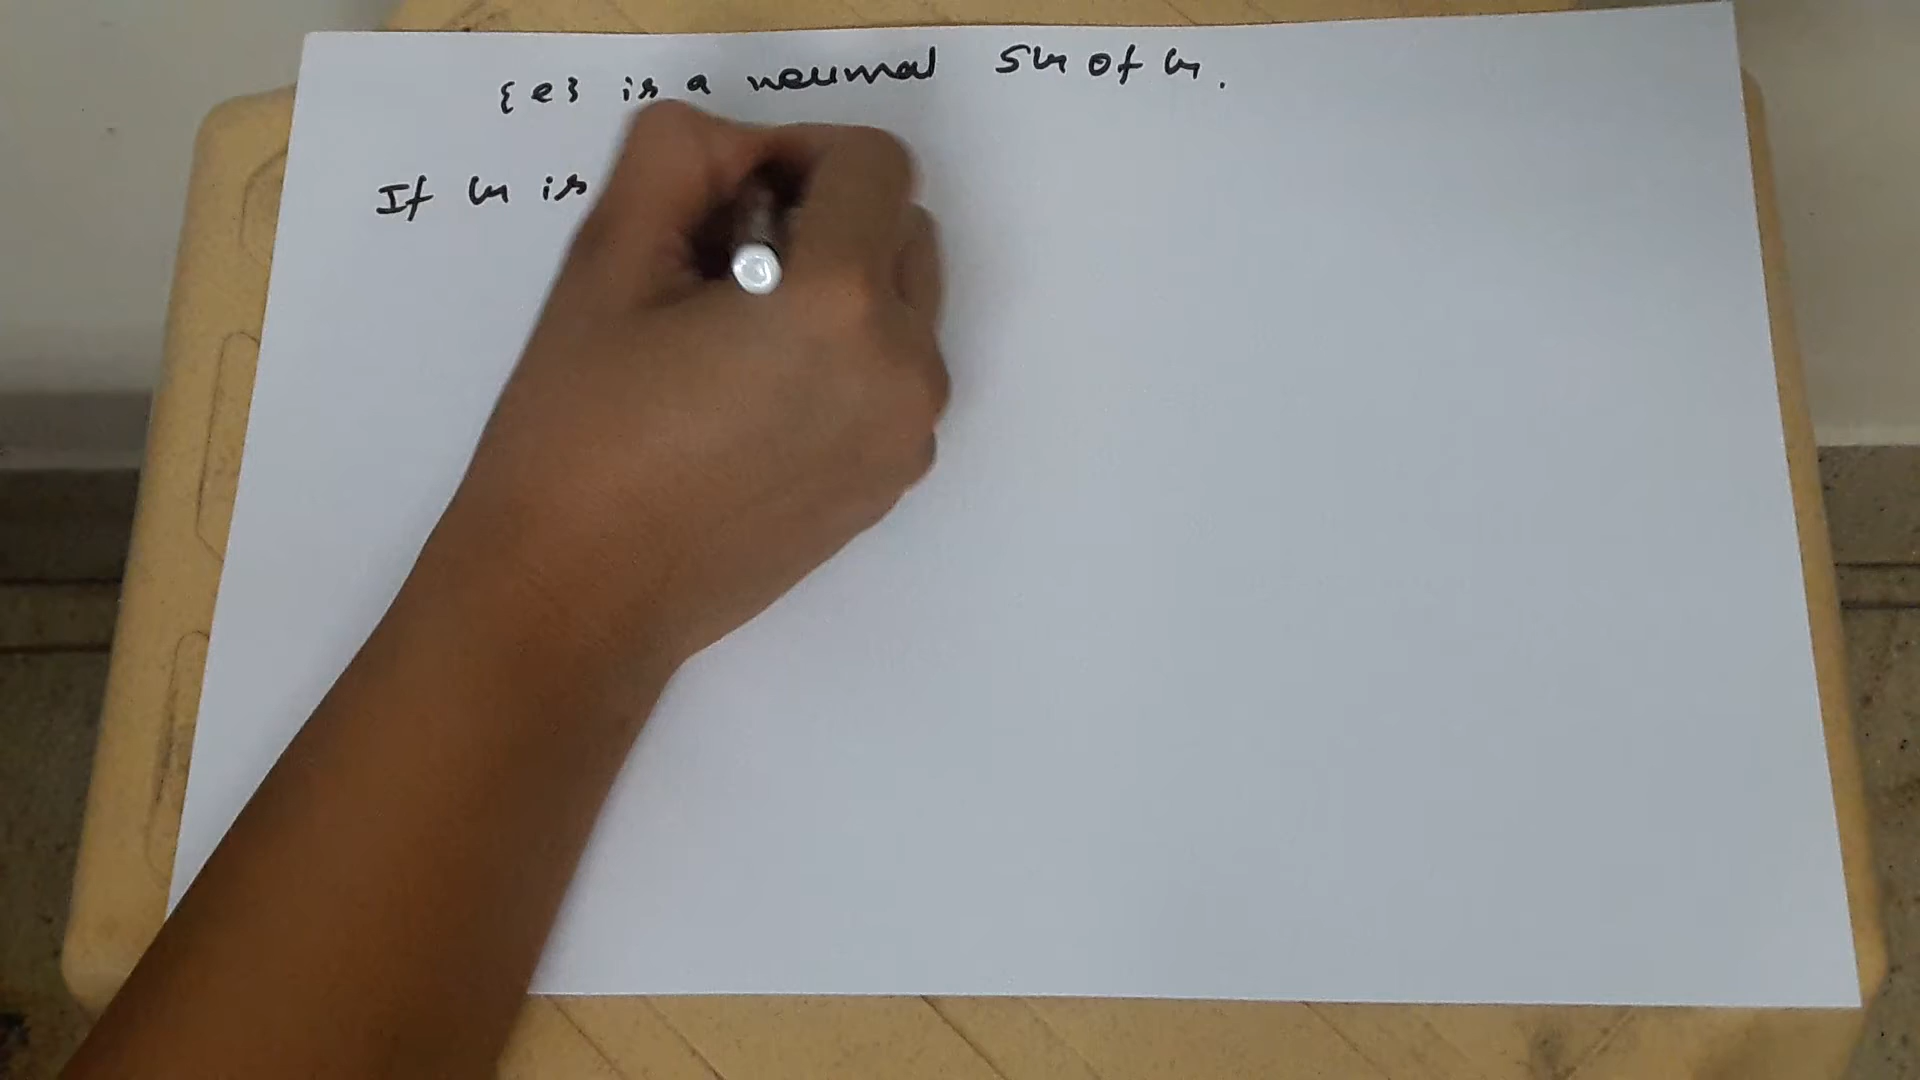 {e} is a normal SG of G.
If G is